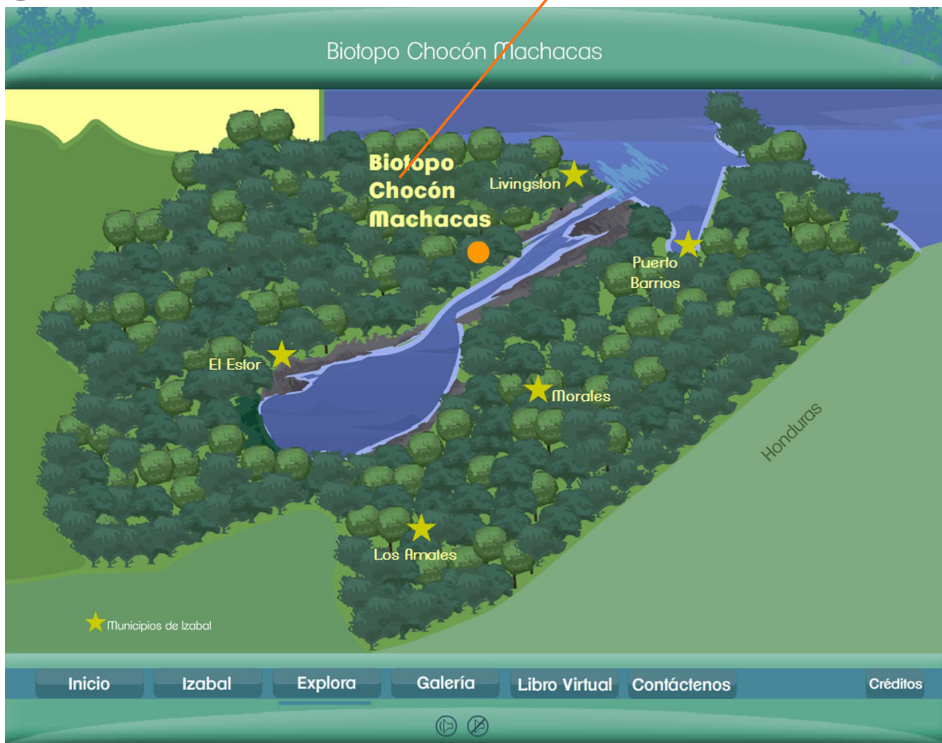 Biotopo Chocón Machacas
Biotopo
Chocón
Machacas
Livingston
Puerto
Barrios
El Estor
Morales
Honduras
Los Amates
Municipios de Izabal
Inicio
Izabal
Explora
Galería
Libro Virtual
Contáctenos
Créditos